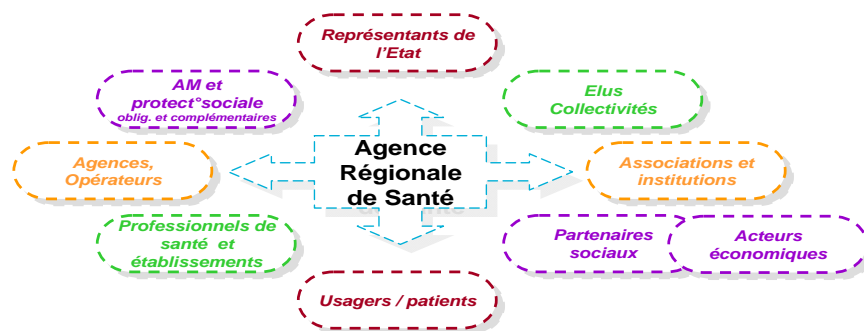 Représentants de
l'Etat
AM et
protect°sociale
oblig. et complémentaires
Elus
Collectivités
Agences,
Opérateurs
Agence
Régionale
de Santé
Associations et
institutions
Professionnels de
santé et
établissements
Partenaires
sociaux
Acteurs
économiques
Usagers / patients